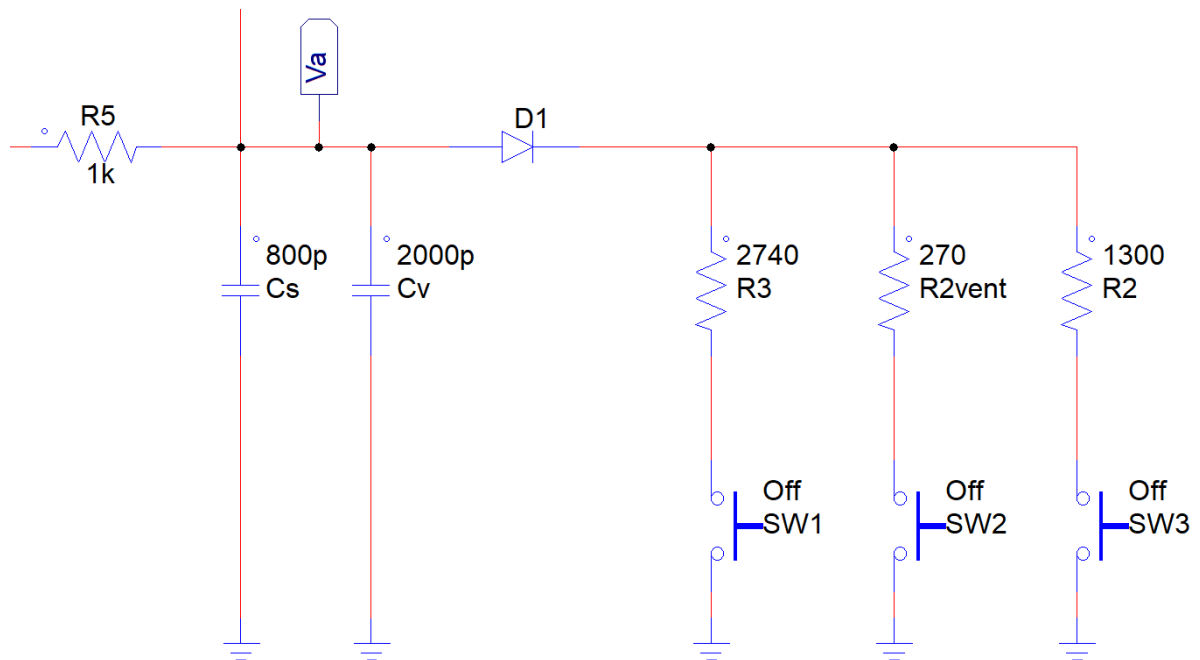 Va
R5
1k
D1
800p
Cs
2000p
Cv
2740
R3
270
R2vent
1300
R2
Off
SW1
Off
SW2
Off
SW3